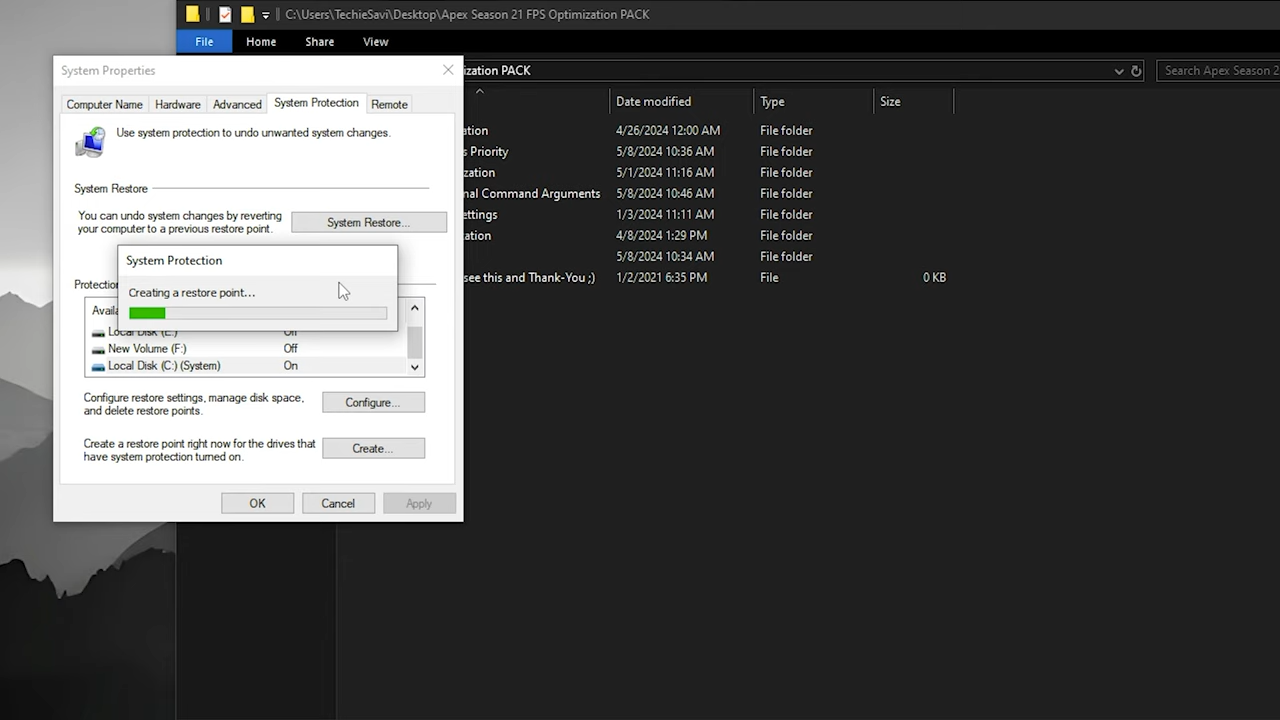 C:\Users\TechieSavi\Desktop\Apex Season 21 FPS Optimization PACK
File Home Share View
System Properties
ization PACK
Search Apex Season 2
Computer Name Hardware Advanced System Protection Remote
Date modified Type Size
Use system protection to undo unwanted system changes.
ation 4/26/2024 12:00 AM File folder
s Priority 5/8/2024 10:36 AM File folder
zation 5/1/2024 11:16 AM File folder
nal Command Arguments 5/8/2024 10:46 AM File folder
ettings 1/3/2024 11:11 AM File folder
ation 4/8/2024 1:29 PM File folder
5/8/2024 10:34 AM File folder
see this and Thank-You ;) 1/2/2021 6:35 PM File 0 KB
System Restore
You can undo system changes by reverting
your computer to a previous restore point.
System Restore...
System Protection
Creating a restore point...
Protection
Availa
Local Disk (E:) Off
New Volume (F:) Off
Local Disk (C:) (System) On
Configure restore settings, manage disk space,
and delete restore points.
Configure...
Create a restore point right now for the drives that
have system protection turned on.
Create...
OK Cancel Apply